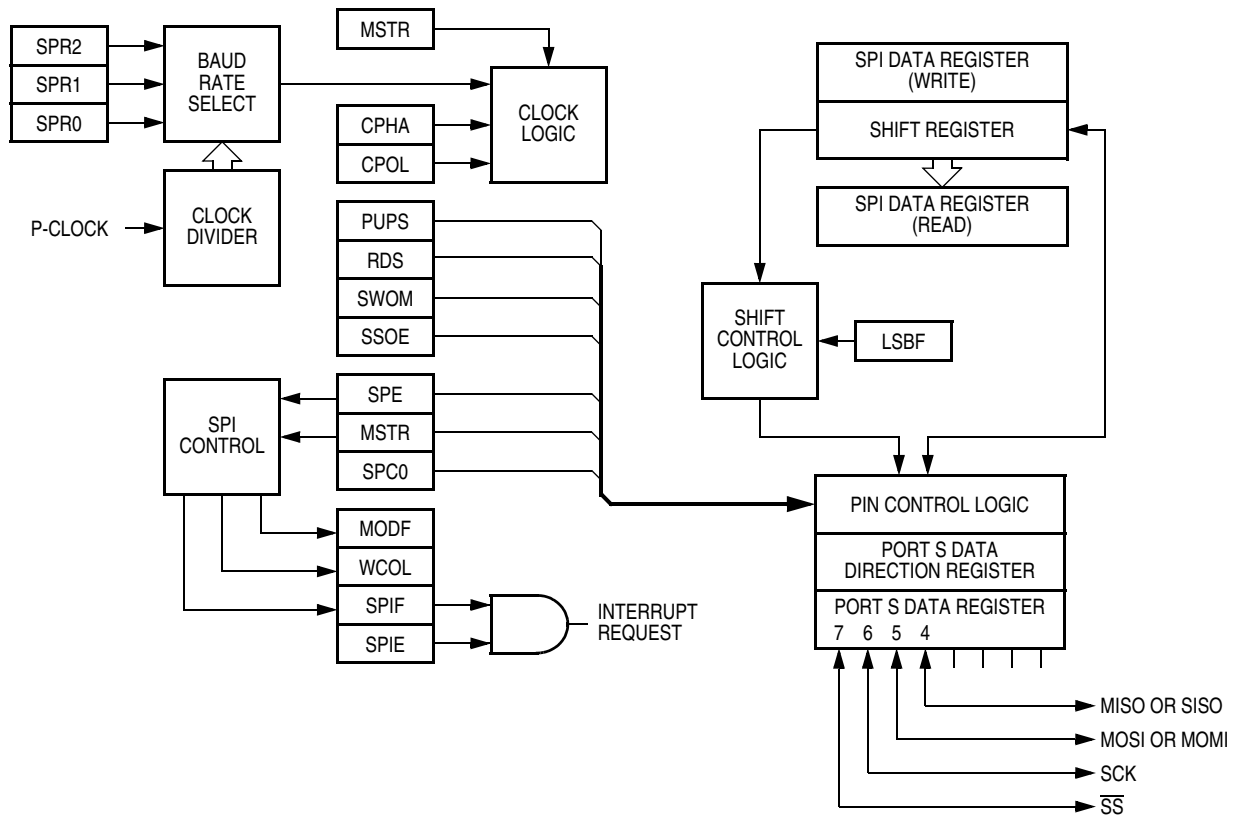 MSTR
SPR2
SPR1
SPR0
BAUD
RATE
SELECT
CPHA
CPOL
CLOCK
LOGIC
P-CLOCK
CLOCK
DIVIDER
SPI DATA REGISTER
(WRITE)
SHIFT REGISTER
SPI DATA REGISTER
(READ)
PUPS
RDS
SWOM
SSOE
SHIFT
CONTROL
LOGIC
LSBF
SPI
CONTROL
SPE
MSTR
SPC0
MODF
WCOL
SPIF
SPIE
INTERRUPT
REQUEST
PIN CONTROL LOGIC
PORT S DATA
DIRECTION REGISTER
PORT S DATA REGISTER
7 6 5 4
MISO OR SISO
MOSI OR MOMI
SCK
S̅S̅